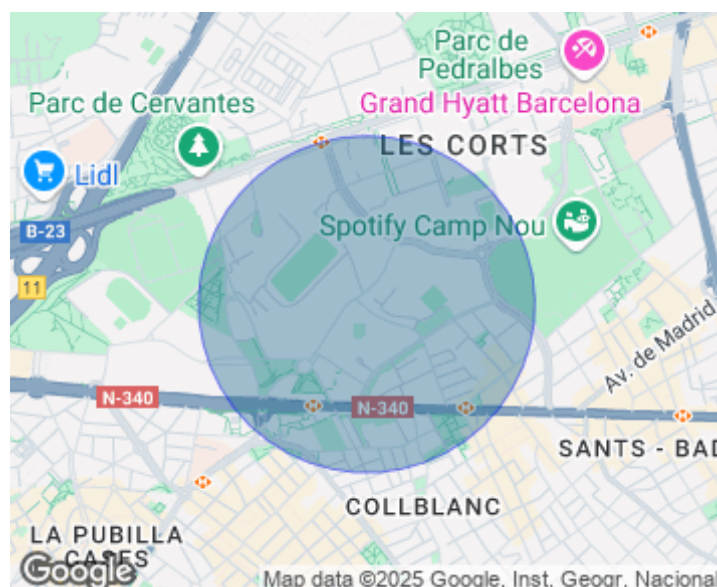 Parc de
Pedralbes
Parc de Cervantes
Grand Hyatt Barcelona
LES CORTS
Lidl
Spotify Camp Nou
B-23
11
Av. de Madrid
N-340
N-340
SANTS - BAD
COLLBLANC
LA PUBILLA
CASES
Google
Map data ©2025 Google, Inst. Geogr. Nacional